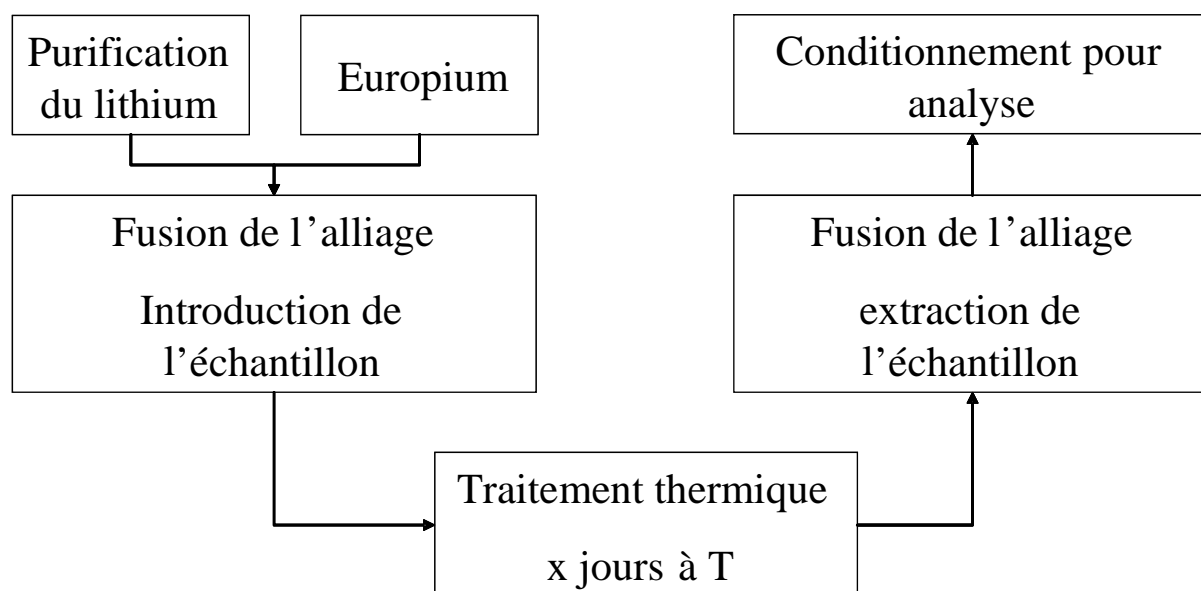 Purification
du lithium
Europium
Fusion de l’alliage
Introduction de
l’échantillon
Traitement thermique
x jours à T
Fusion de l’alliage
extraction de
l’échantillon
Conditionnement pour
analyse